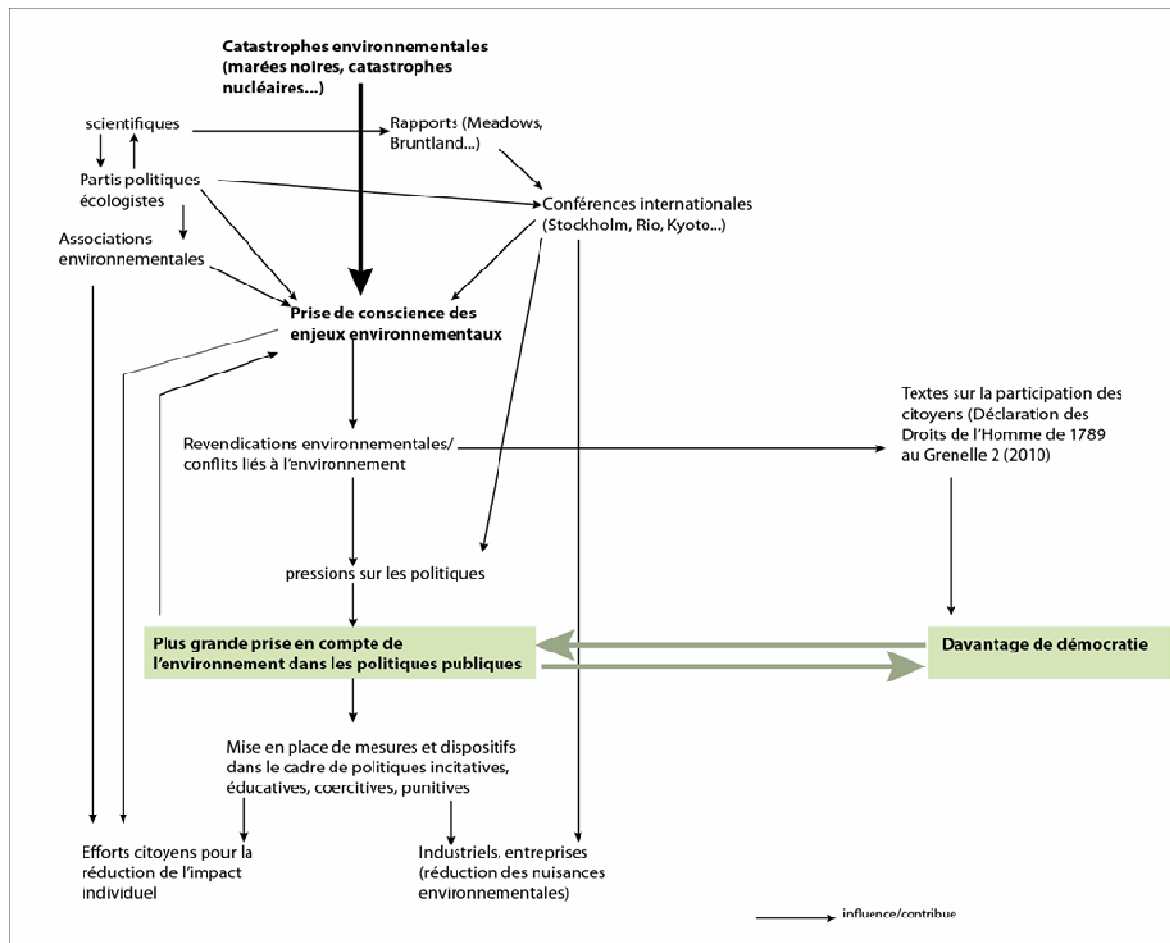 Catastrophes environnementales
(marées noires, catastrophes
nucléaires...)
scientifiques
Rapports (Meadows,
Bruntland...)
Partis politiques
écologistes
Conférences internationales
(Stockholm, Rio, Kyoto...)
Associations
environnementales
Prise de conscience des
enjeux environnementaux
Textes sur la participation des
citoyens (Déclaration des
Droits de l'Homme de 1789
au Grenelle 2 (2010)
Revendications environnementales/
conflits liés à l'environnement
pressions sur les politiques
Plus grande prise en compte de
l'environnement dans les politiques publiques
Davantage de démocratie
Mise en place de mesures et dispositifs
dans le cadre de politiques incitatives,
éducatives, coercitives, punitives
Efforts citoyens pour la
réduction de l'impact
individuel
Industriels, entreprises
(réduction des nuisances
environnementales)
influence/contribue